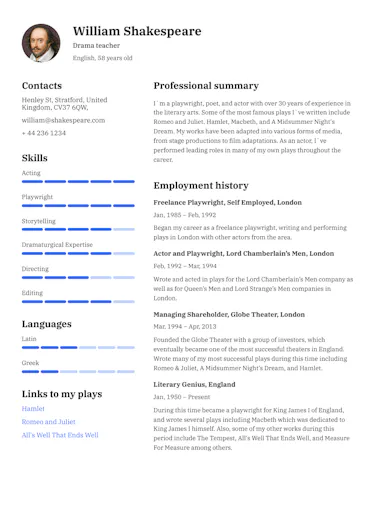 William Shakespeare
Drama teacher
English, 58 years old
Contacts
Henley St, Stratford, United
Kingdom, CV37 6QW,
william@shakespeare.com
+ 44 236 1234
Skills
Acting
Playwright
Storytelling
Dramaturgical Expertise
Directing
Editing
Languages
Latin
Greek
Links to my plays
Hamlet
Romeo and Juliet
All's Well That Ends Well
Professional summary
I`m a playwright, poet, and actor with over 30 years of experience in
the literary arts. Some of the most famous plays I`ve written include
Romeo and Juliet, Hamlet, Macbeth, and A Midsummer Night's
Dream. My works have been adapted into various forms of media,
from stage productions to film adaptations. As an actor, I`ve
performed leading roles in many of my own plays throughout the
career.
Employment history
Freelance Playwright, Self Employed, London
Jan, 1985 – Feb, 1992
Began my career as a freelance playwright, writing and performing
plays in London with other actors from the area.
Actor and Playwright, Lord Chamberlain's Men, London
Feb, 1992 – Mar, 1994
Wrote and acted in plays for the Lord Chamberlain's Men company as
well as for Queen's Men and Lord Strange's Men companies in
London.
Managing Shareholder, Globe Theater, London
Mar, 1994 – Apr, 2013
Founded the Globe Theater with a group of investors, which
eventually became one of the most successful theaters in England.
Wrote many of my most successful plays during this time including
Romeo & Juliet, A Midsummer Night's Dream, and Hamlet.
Literary Genius, England
Jan, 1950 – Present
During this time became a playwright for King James I of England,
and wrote several plays including Macbeth which was dedicated to
King James I himself. Also, some of my other works during this
period include The Tempest, All's Well That Ends Well, and Measure
For Measure among others.